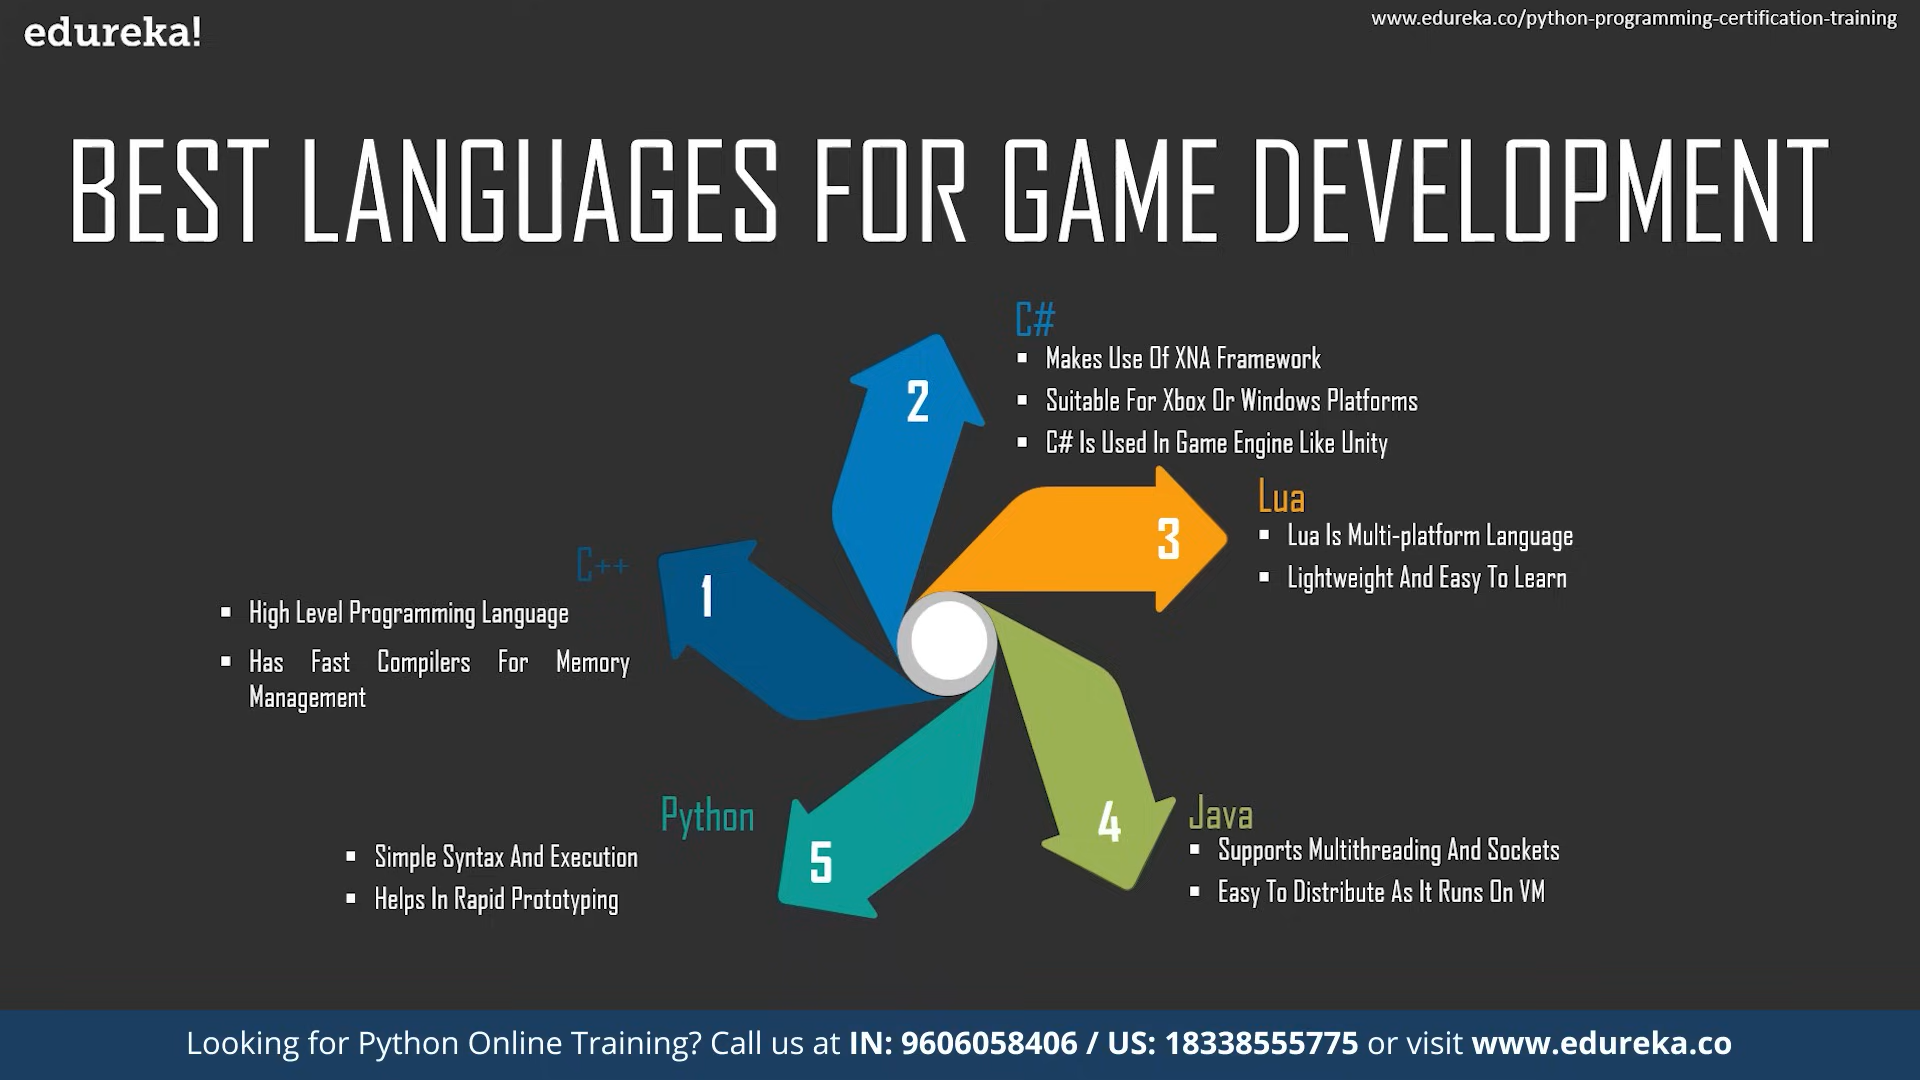 edureka!
www.edureka.co/python-programming-certification-training
BEST LANGUAGES FOR GAME DEVELOPMENT
C#
▪ Makes Use Of XNA Framework
▪ Suitable For Xbox Or Windows Platforms
▪ C# Is Used In Game Engine Like Unity
2
Lua
▪ Lua Is Multi-platform Language
▪ Lightweight And Easy To Learn
3
C++
▪ High Level Programming Language
▪ Has Fast Compilers For Memory
Management
1
Python
▪ Simple Syntax And Execution
▪ Helps In Rapid Prototyping
5
4
Java
▪ Supports Multithreading And Sockets
▪ Easy To Distribute As It Runs On VM
Looking for Python Online Training? Call us at IN: 9606058406 / US: 18338555775 or visit www.edureka.co